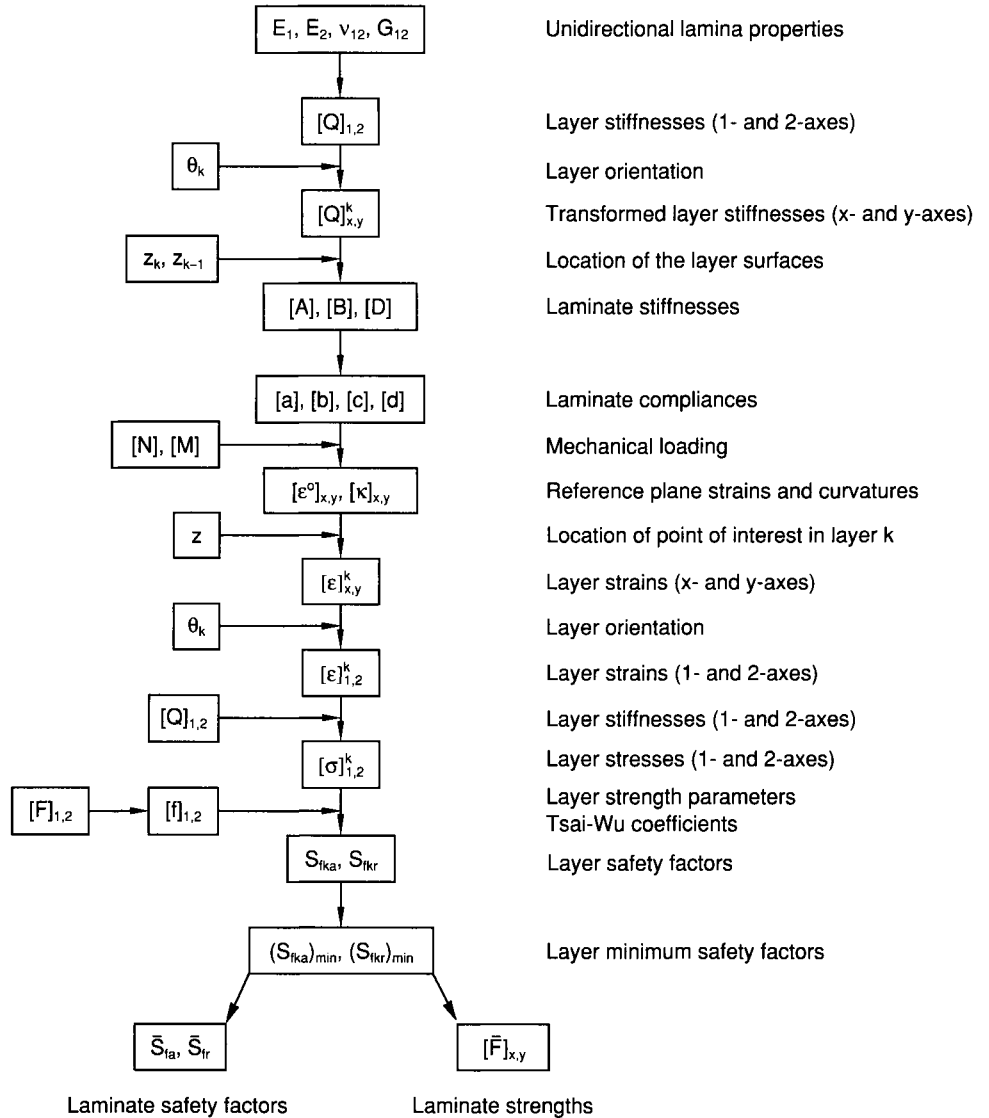 E₁, E₂, ν₁₂, G₁₂ Unidirectional lamina properties
[Q]₁,₂ Layer stiffnesses (1- and 2-axes)
θₖ Layer orientation
[Q]ᵏₓ,ᵧ Transformed layer stiffnesses (x- and y-axes)
zₖ, zₖ₋₁ Location of the layer surfaces
[A], [B], [D] Laminate stiffnesses
[a], [b], [c], [d] Laminate compliances
[N], [M] Mechanical loading
[ε°]ₓ,ᵧ, [κ]ₓ,ᵧ Reference plane strains and curvatures
z Location of point of interest in layer k
[ε]ᵏₓ,ᵧ Layer strains (x- and y-axes)
θₖ Layer orientation
[ε]ᵏ₁,₂ Layer strains (1- and 2-axes)
[Q]₁,₂ Layer stiffnesses (1- and 2-axes)
[σ]ᵏ₁,₂ Layer stresses (1- and 2-axes)
[F]₁,₂ [f]₁,₂ Layer strength parameters
Tsai-Wu coefficients
S_fka, S_fkr Layer safety factors
(S_fka)min, (S_fkr)min Layer minimum safety factors
S̄_fa, S̄_fr [F̄]ₓ,ᵧ
Laminate safety factors Laminate strengths